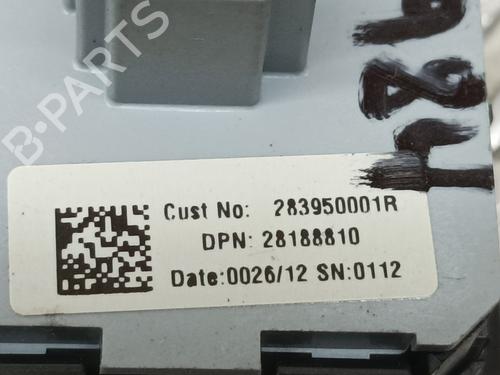 B-PARTS
Cust No: 283950001R
DPN: 28188810
Date:0026/12 SN:0112